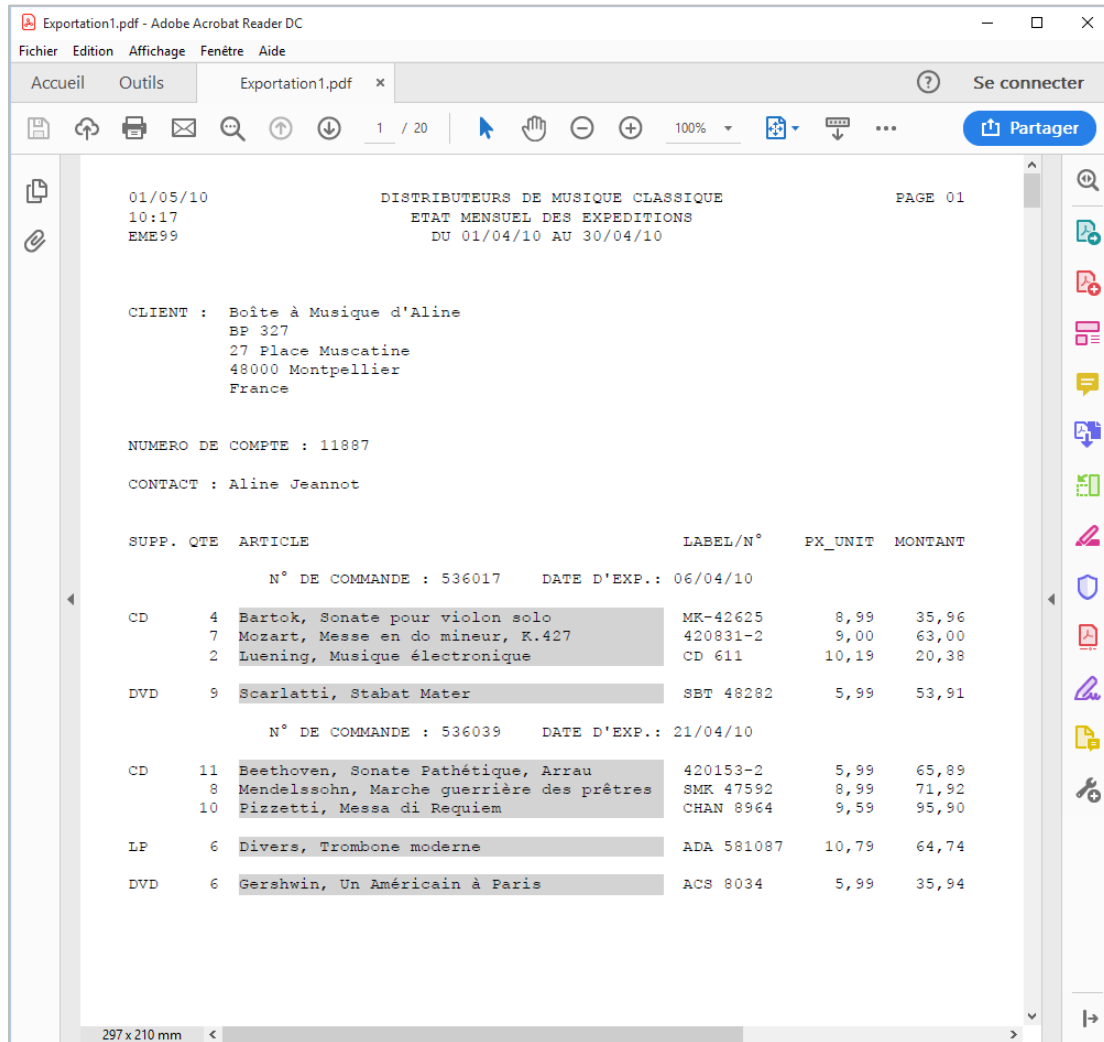 Exportation1.pdf - Adobe Acrobat Reader DC
Fichier Edition Affichage Fenêtre Aide
Accueil Outils Exportation1.pdf × ? Se connecter
1 / 20 100% Partager
01/05/10 DISTRIBUTEURS DE MUSIQUE CLASSIQUE PAGE 01
10:17 ETAT MENSUEL DES EXPEDITIONS
EME99 DU 01/04/10 AU 30/04/10
CLIENT : Boîte à Musique d'Aline
BP 327
27 Place Muscatine
48000 Montpellier
France
NUMERO DE COMPTE : 11887
CONTACT : Aline Jeannot
SUPP. QTE ARTICLE LABEL/N° PX_UNIT MONTANT
N° DE COMMANDE : 536017 DATE D'EXP.: 06/04/10
CD 4 Bartok, Sonate pour violon solo MK-42625 8,99 35,96
7 Mozart, Messe en do mineur, K.427 420831-2 9,00 63,00
2 Luening, Musique électronique CD 611 10,19 20,38
DVD 9 Scarlatti, Stabat Mater SBT 48282 5,99 53,91
N° DE COMMANDE : 536039 DATE D'EXP.: 21/04/10
CD 11 Beethoven, Sonate Pathétique, Arrau 420153-2 5,99 65,89
8 Mendelssohn, Marche guerrière des prêtres SMK 47592 8,99 71,92
10 Pizzetti, Messa di Requiem CHAN 8964 9,59 95,90
LP 6 Divers, Trombone moderne ADA 581087 10,79 64,74
DVD 6 Gershwin, Un Américain à Paris ACS 8034 5,99 35,94
297 x 210 mm